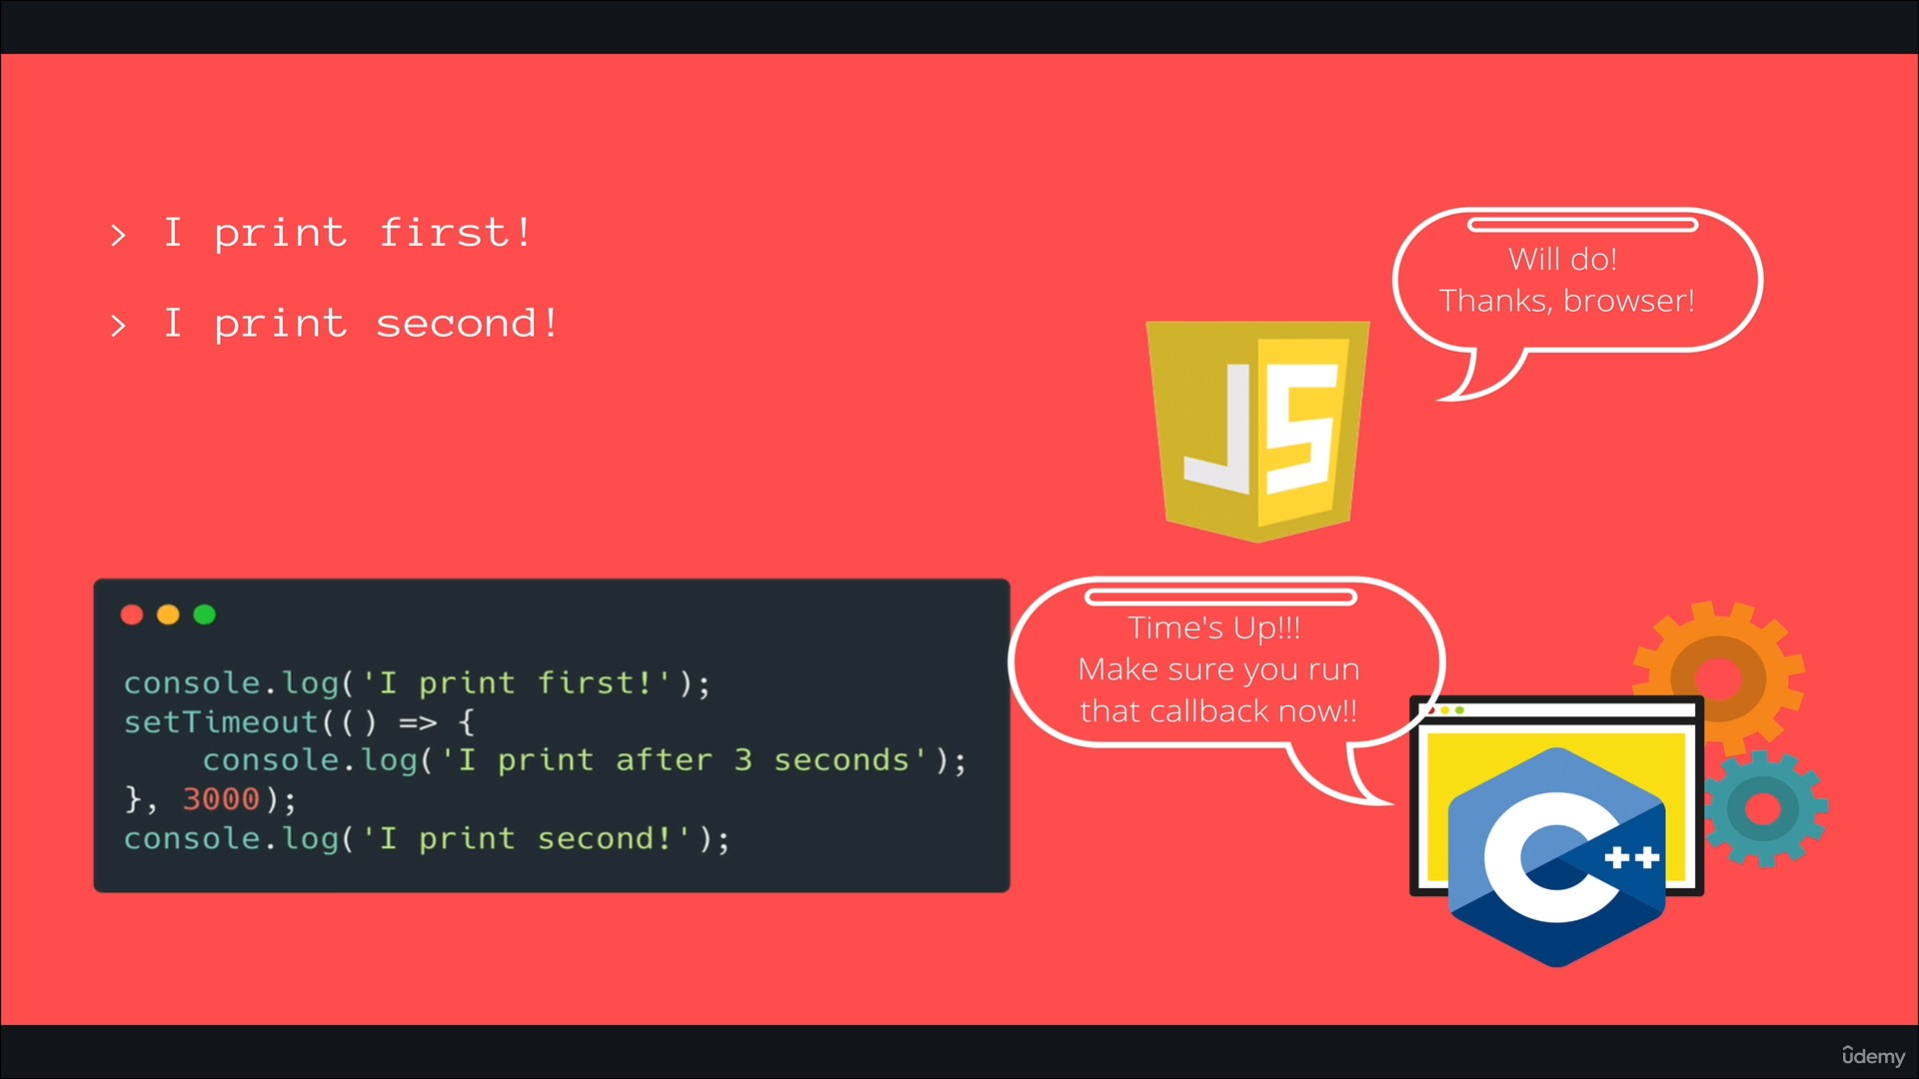 > I print first!
> I print second!
Will do!
Thanks, browser!
JS
Time's Up!!!
Make sure you run
that callback now!!
console.log('I print first!');
setTimeout(() => {
    console.log('I print after 3 seconds');
}, 3000);
console.log('I print second!');
C++
ûdemy